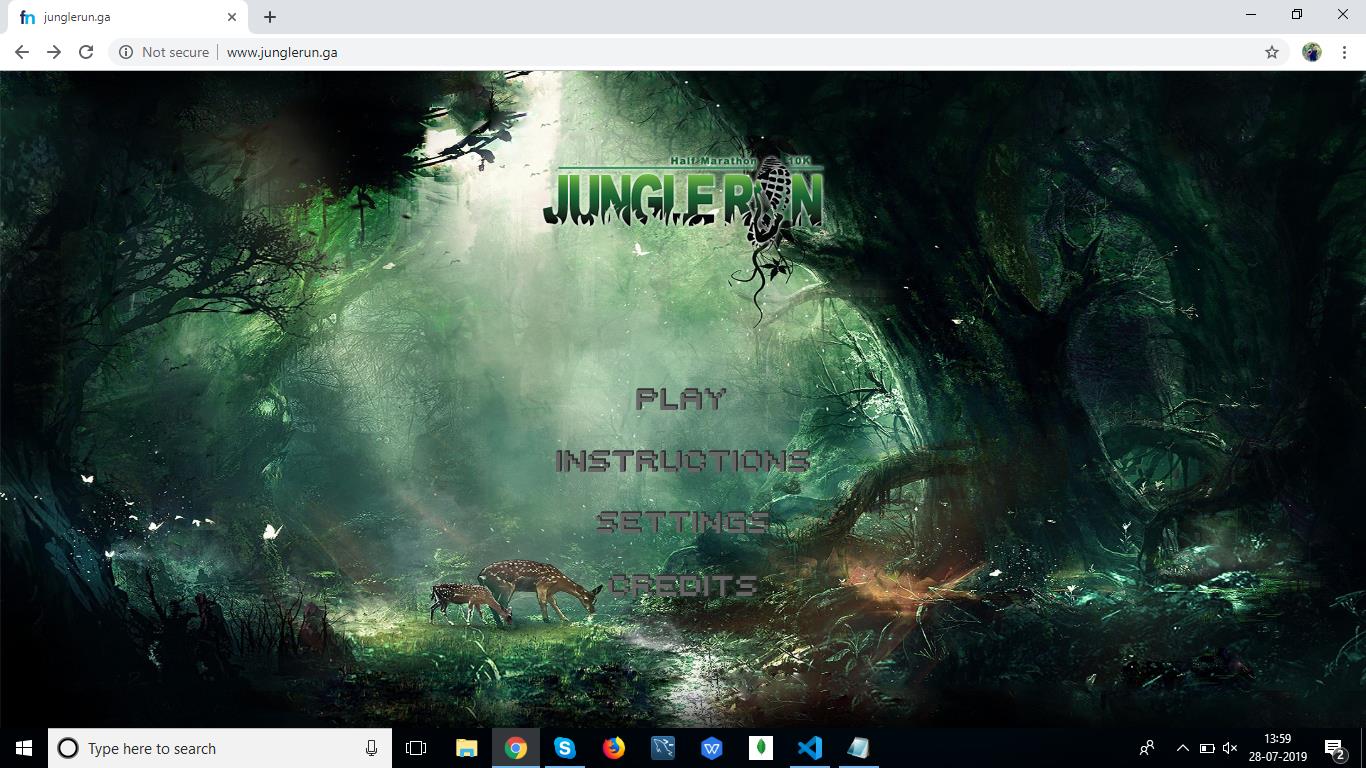 junglerun.ga
Not secure
www.junglerun.ga
Half Marathon 10K
JUNGLE RUN
PLAY
INSTRUCTIONS
SETTINGS
CREDITS
Type here to search
13:59
28-07-2019
2